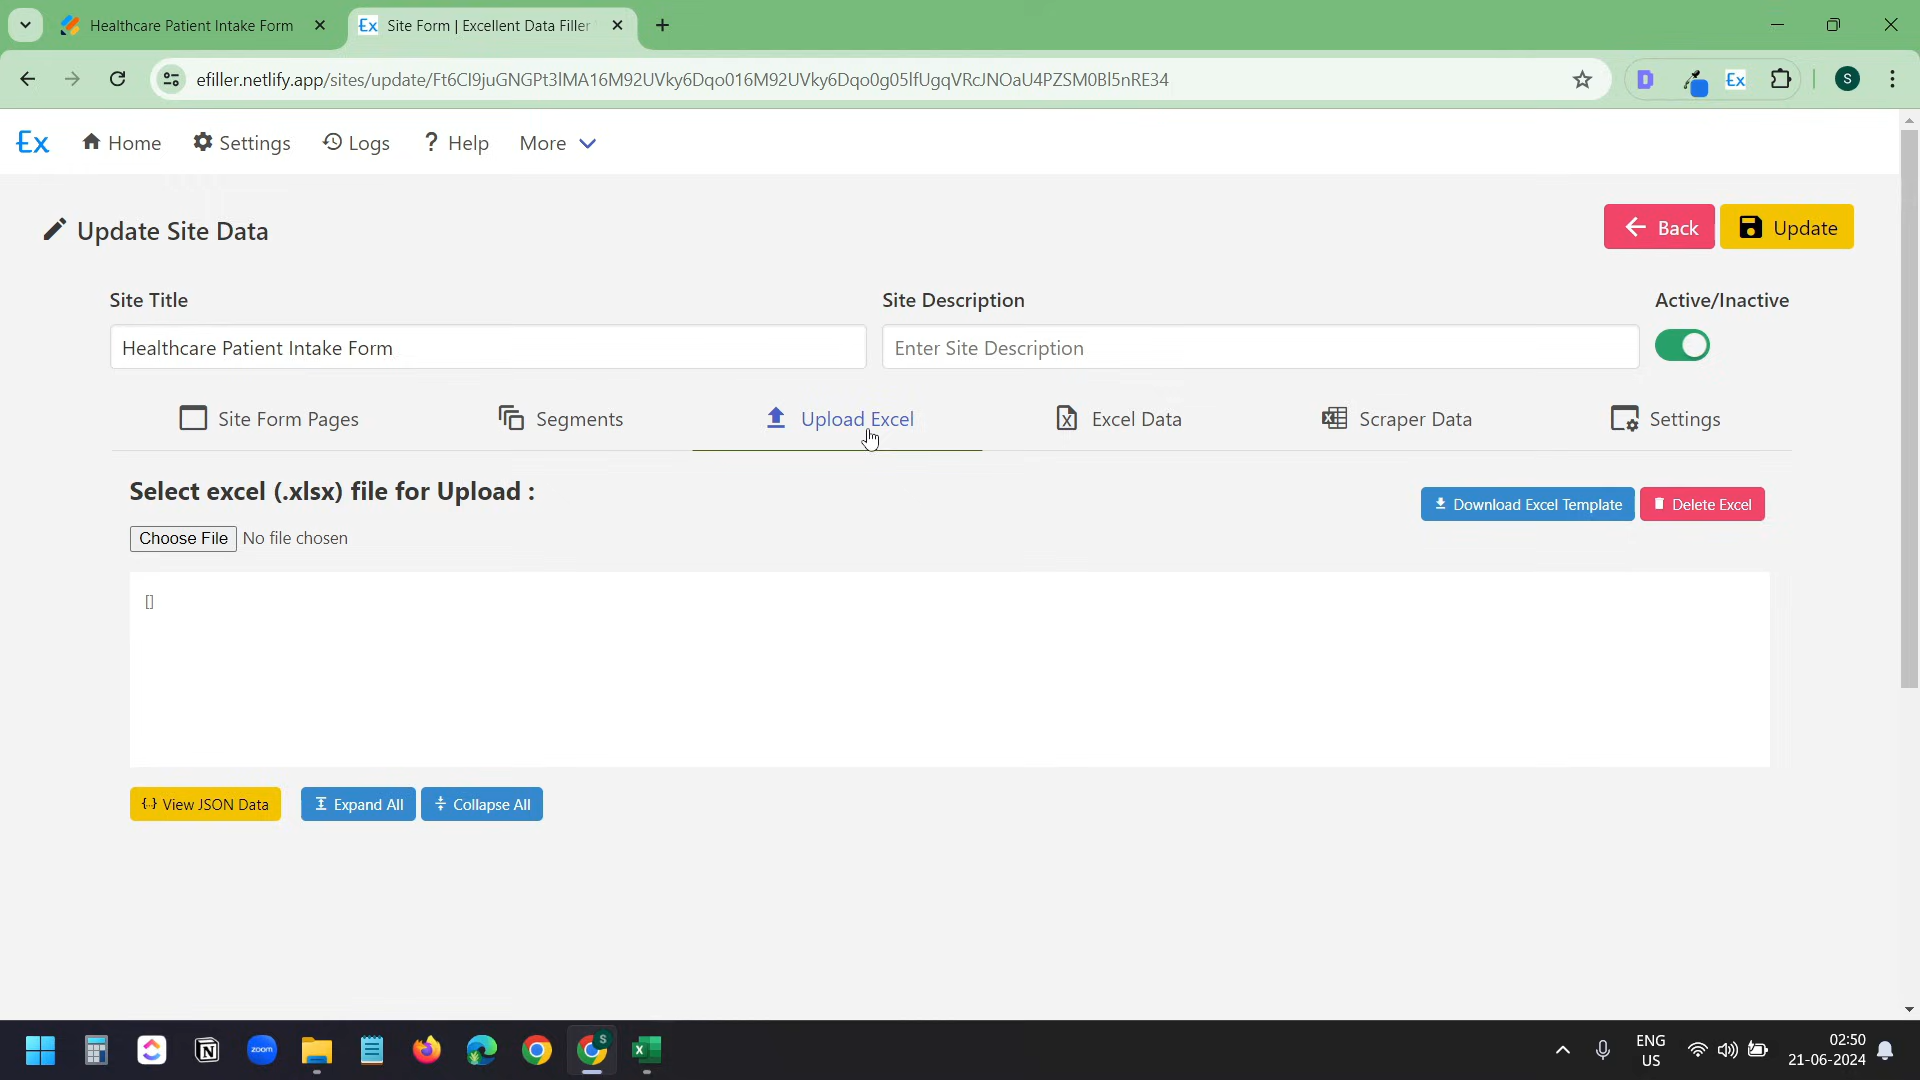 Healthcare Patient Intake Form
Site Form | Excellent Data Filler
efiller.netlify.app/sites/update/Ft6CI9juGNGPt3lMA16M92UVky6Dqo016M92UVky6Dqo0g05lfUgqVRcJNOaU4PZSM0Bl5nRE34
S
Ex Home Settings Logs ? Help More
Update Site Data
Back Update
Site Title Site Description Active/Inactive
Healthcare Patient Intake Form Enter Site Description
Site Form Pages Segments Upload Excel Excel Data Scraper Data Settings
Select excel (.xlsx) file for Upload :
Download Excel Template Delete Excel
Choose File No file chosen
[]
{··} View JSON Data Expand All Collapse All
zoom
ENG
US
02:50
21-06-2024